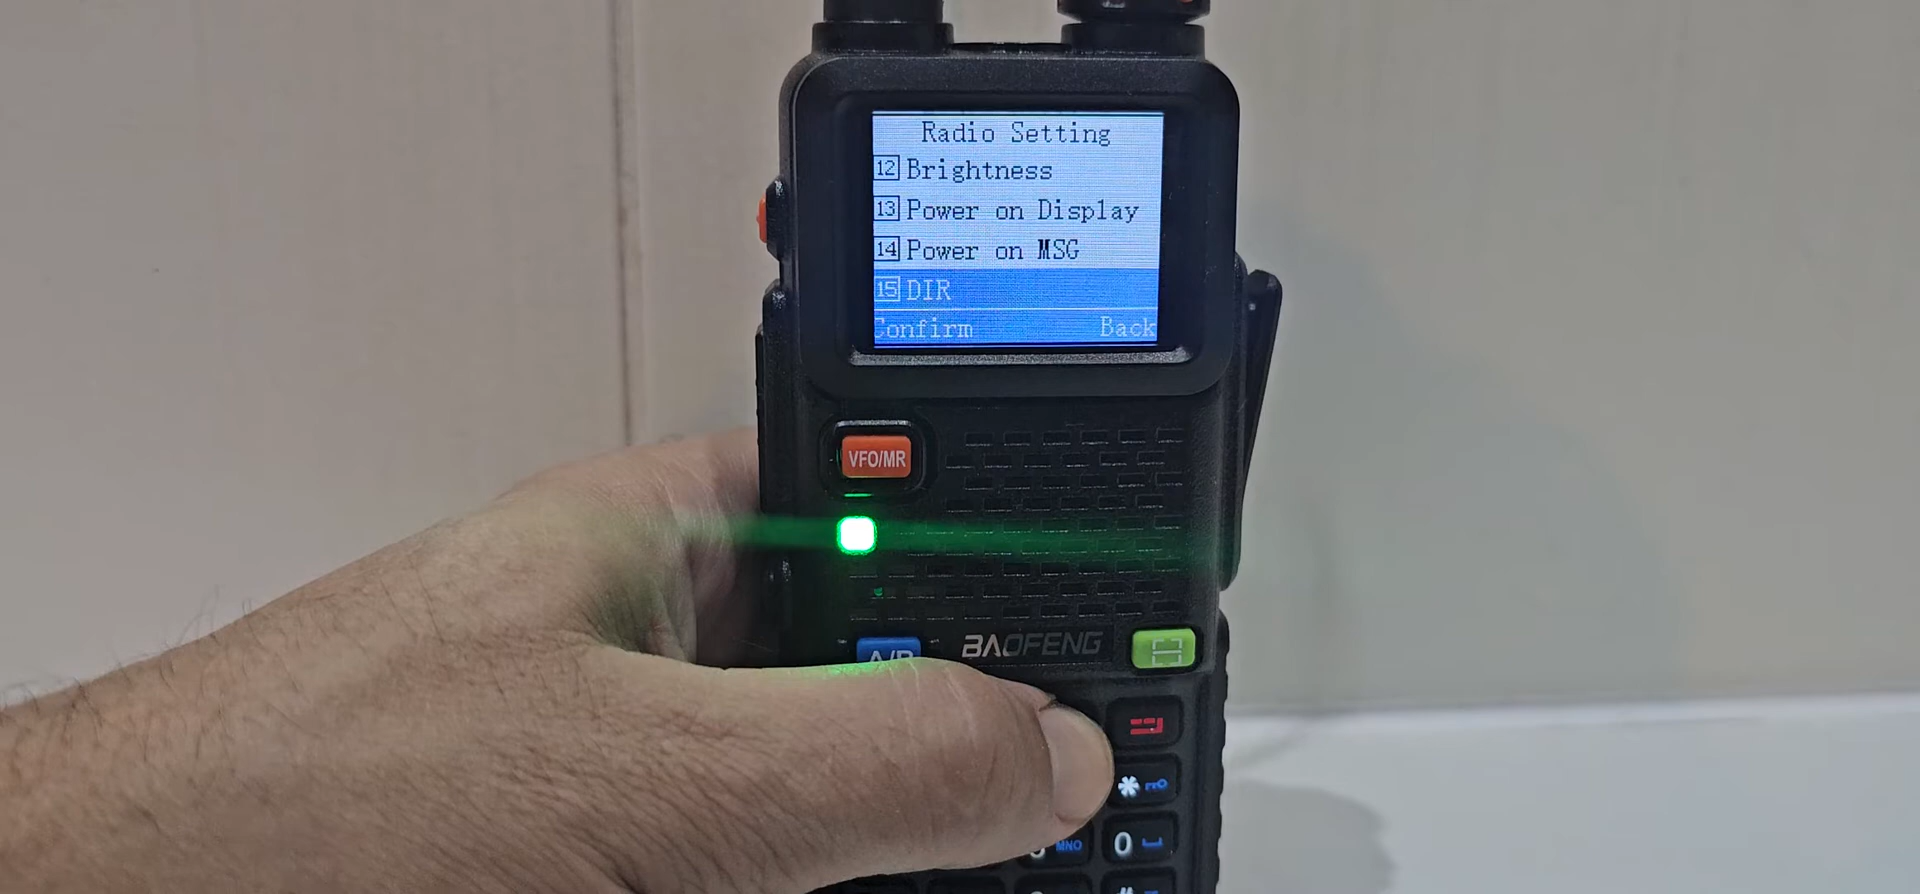 Radio Setting
12 Brightness
13 Power on Display
14 Power on MSG
15 DIR
Confirm Back
VFO/MR
BAOFENG
*
MNO
0